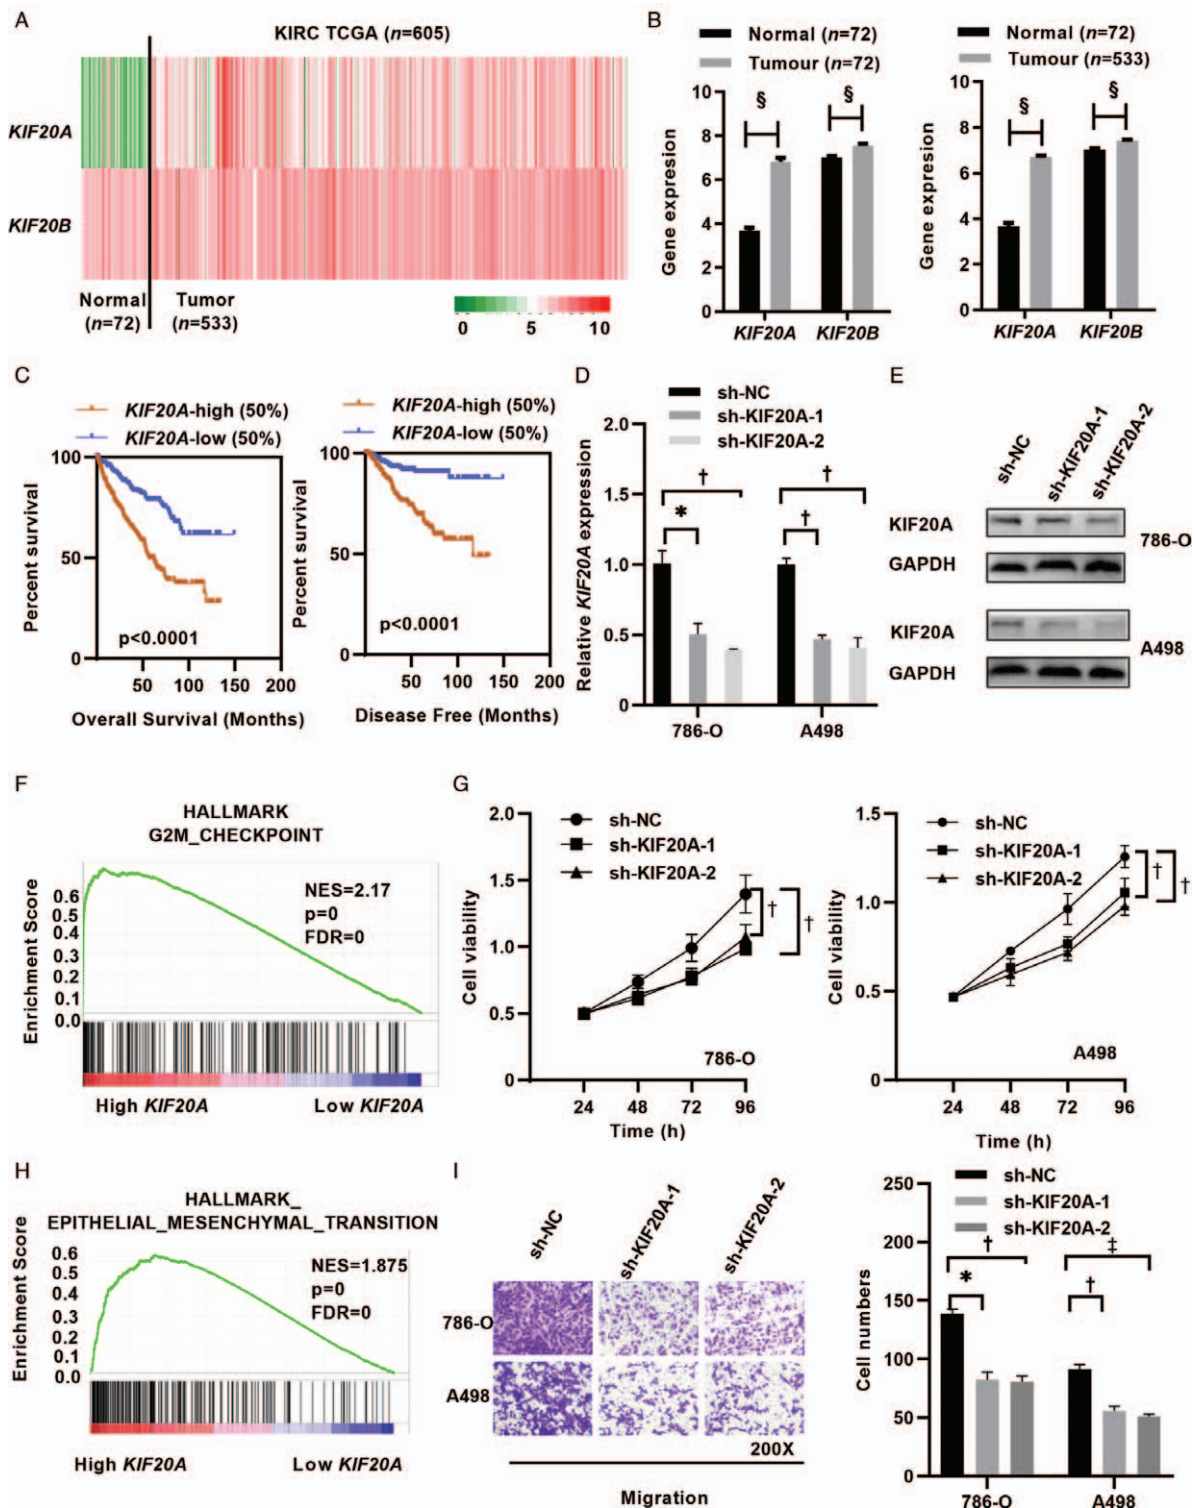 A
KIRC TCGA (n=605)
KIF20A
KIF20B
Normal
(n=72)
Tumor
(n=533)
0 5 10
B
Normal (n=72)
Tumour (n=72)
Gene expression
10
8
6
4
2
0
§ §
KIF20A KIF20B
Normal (n=72)
Tumour (n=533)
Gene expression
10
8
6
4
2
0
§ §
KIF20A KIF20B
C
KIF20A-high (50%)
KIF20A-low (50%)
Percent survival
100
50
0
p<0.0001
50 100 150 200
Overall Survival (Months)
KIF20A-high (50%)
KIF20A-low (50%)
Percent survival
100
50
0
p<0.0001
50 100 150 200
Disease Free (Months)
D
sh-NC
sh-KIF20A-1
sh-KIF20A-2
Relative KIF20A expression
2.0
1.5
1.0
0.5
0
† †
* †
786-O A498
E
sh-NC
sh-KIF20A-1
sh-KIF20A-2
KIF20A
GAPDH
786-O
KIF20A
GAPDH
A498
F
HALLMARK
G2M_CHECKPOINT
Enrichment Score
0.6
0.5
0.4
0.3
0.2
0.1
0.0
NES=2.17
p=0
FDR=0
High KIF20A Low KIF20A
G
sh-NC
sh-KIF20A-1
sh-KIF20A-2
Cell viability
2.0
1.5
1.0
0.5
0
† †
786-O
24 48 72 96
Time (h)
sh-NC
sh-KIF20A-1
sh-KIF20A-2
Cell viability
1.5
1.0
0.5
0
† †
A498
24 48 72 96
Time (h)
H
HALLMARK_
EPITHELIAL_MESENCHYMAL_TRANSITION
Enrichment Score
0.6
0.5
0.4
0.3
0.2
0.1
0.0
NES=1.875
p=0
FDR=0
High KIF20A Low KIF20A
I
sh-NC
sh-KIF20A-1
sh-KIF20A-2
786-O
A498
200X
Migration
sh-NC
sh-KIF20A-1
sh-KIF20A-2
Cell numbers
250
200
150
100
50
0
† ‡
* †
786-O A498